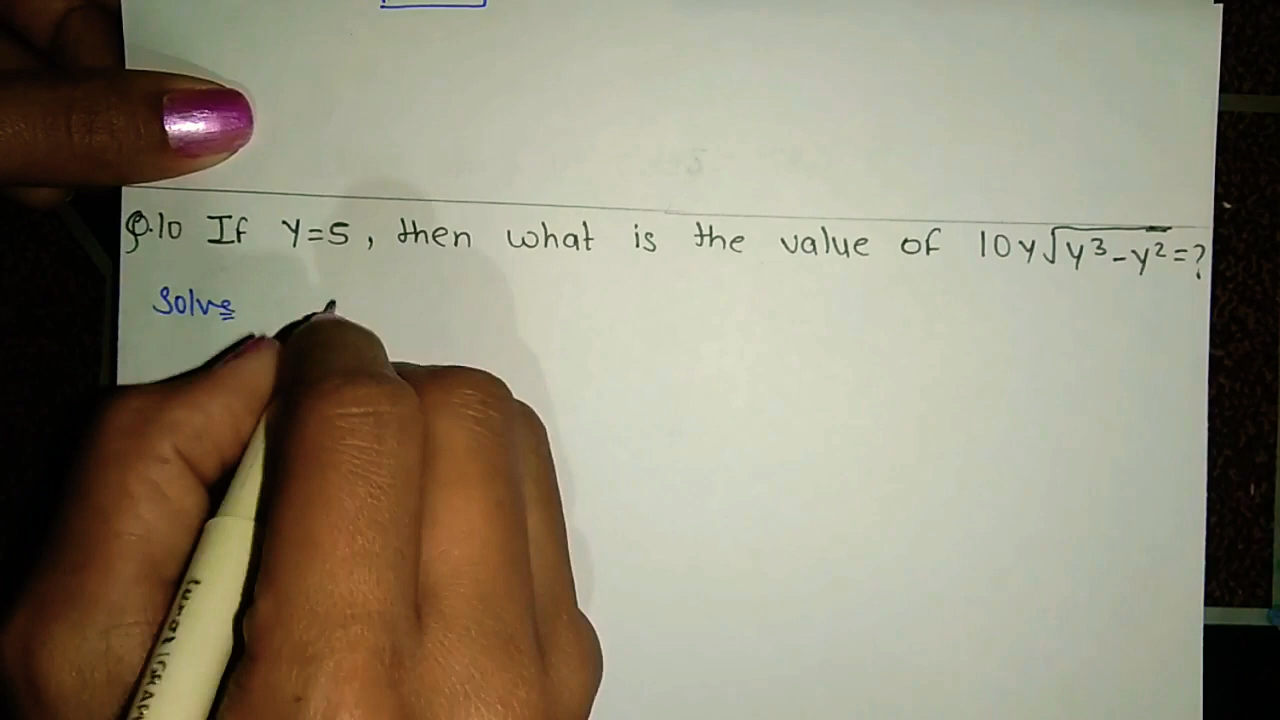 Q.10 If y=5, then what is the value of 10y√y³-y²=?
Solve